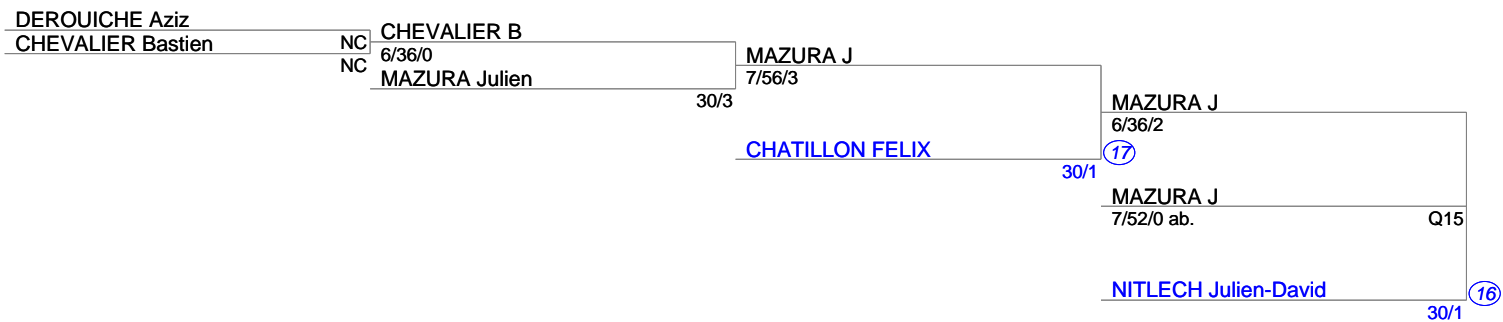 DEROUICHE Aziz
CHEVALIER Bastien NC
NC
CHEVALIER B
6/36/0
MAZURA Julien
30/3
MAZURA J
7/56/3
CHATILLON FELIX
30/1
17
MAZURA J
6/36/2
MAZURA J
7/52/0 ab. Q15
NITLECH Julien-David
30/1
16